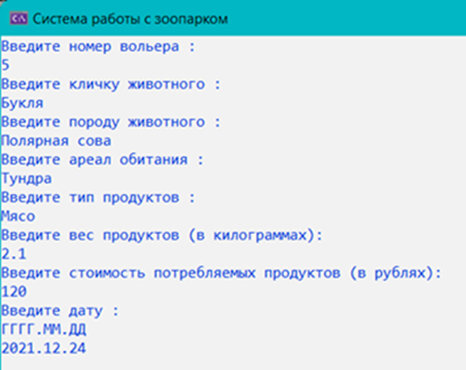 Система работы с зоопарком
Введите номер вольера :
5
Введите кличку животного :
Букля
Введите породу животного :
Полярная сова
Введите ареал обитания :
Тундра
Введите тип продуктов :
Мясо
Введите вес продуктов (в килограммах):
2.1
Введите стоимость потребляемых продуктов (в рублях):
120
Введите дату :
ГГГГ.ММ.ДД
2021.12.24